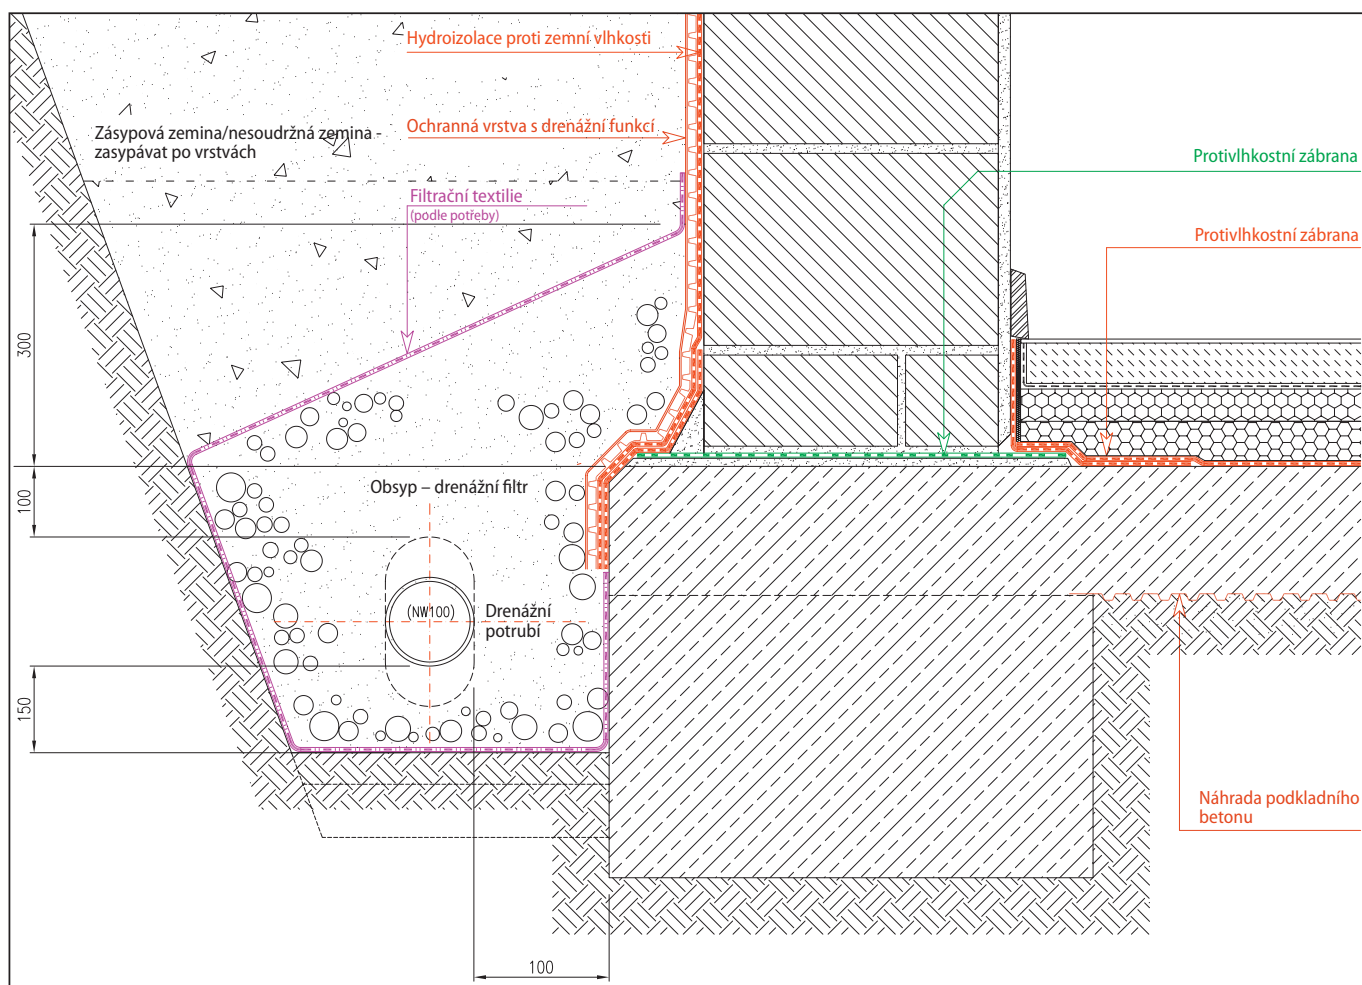 Hydroizolace proti zemní vlhkosti
Zásypová zemina/nesoudržná zemina -
zasypávat po vrstvách
Ochranná vrstva s drenážní funkcí
Protivlhkostní zábrana
Filtrační textilie
(podle potřeby)
Protivlhkostní zábrana
300
100
Obsyp – drenážní filtr
(NW100)
Drenážní
potrubí
150
Náhrada podkladního
betonu
100